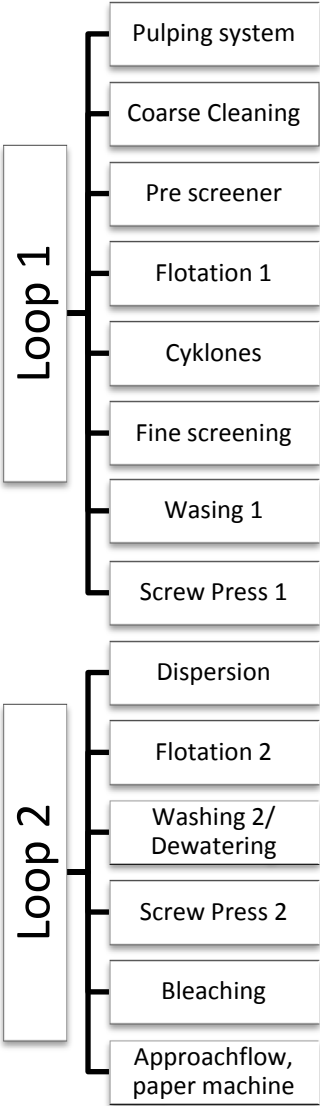 Loop 1
Pulping system
Coarse Cleaning
Pre screener
Flotation 1
Cyklones
Fine screening
Wasing 1
Screw Press 1
Loop 2
Dispersion
Flotation 2
Washing 2/
Dewatering
Screw Press 2
Bleaching
Approachflow,
paper machine